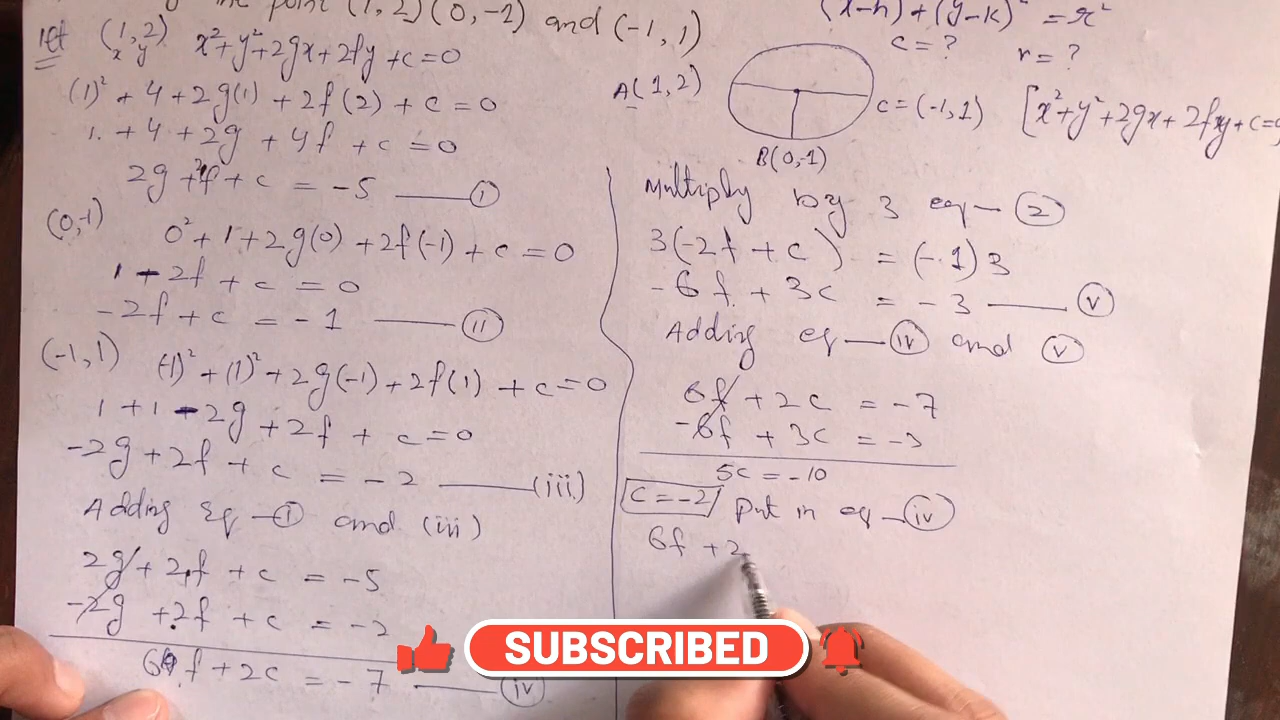 the point (1, 2) (0, -1) and (-1, 1)
let (1, 2) x²+y²+2gx+2fy+c=0
x y
(1)² + 4 + 2g(1) + 2f(2) + c = 0
1 + 4 + 2g + 4f + c = 0
2g + f + c = -5 (i)
(0,-1)
0² + 1 + 2g(0) + 2f(-1) + c = 0
1 - 2f + c = 0
-2f + c = -1 (ii)
(-1, 1) (-1)² + (1)² + 2g(-1) + 2f(1) + c = 0
1 + 1 - 2g + 2f + c = 0
-2g + 2f + c = -2 (iii)
Adding Eq (i) and (iii)
2g + 2f + c = -5
-2g + 2f + c = -2
6f + 2c = -7 (iv)
(x-h) + (y-k)² = r²
c = ? r = ?
A(1, 2)
c = (-1, 1) [x²+y²+2gx+2fy+c=0
B(0,-1)
Multiply by 3 eq (2)
3(-2f + c) = (-1)3
-6f + 3c = -3 (v)
Adding eq (iv) and (v)
6f + 2c = -7
-6f + 3c = -3
5c = -10
c = -2 Put in eq (iv)
6f + 2
SUBSCRIBED